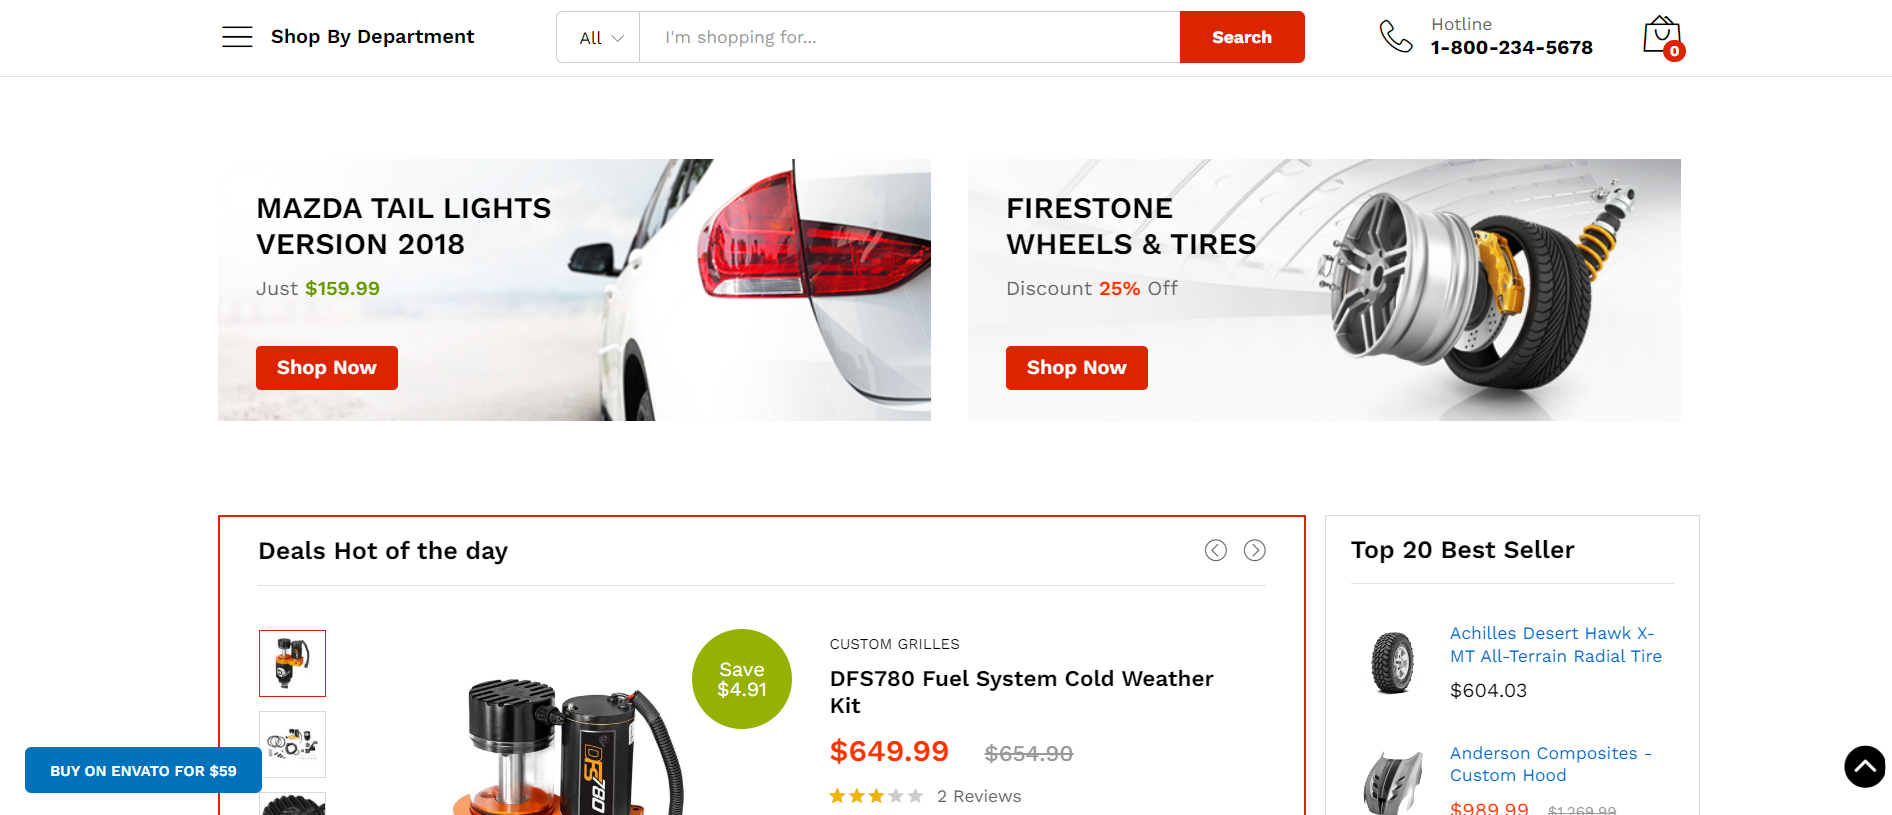 Shop By Department
All
I'm shopping for...
Search
Hotline
1-800-234-5678
0
MAZDA TAIL LIGHTS
VERSION 2018
Just $159.99
Shop Now
FIRESTONE
WHEELS & TIRES
Discount 25% Off
Shop Now
Deals Hot of the day
Save
$4.91
DFS780
CUSTOM GRILLES
DFS780 Fuel System Cold Weather
Kit
$649.99 $654.90
2 Reviews
Top 20 Best Seller
Achilles Desert Hawk X-
MT All-Terrain Radial Tire
$604.03
Anderson Composites -
Custom Hood
$989.99 $1,269.99
BUY ON ENVATO FOR $59